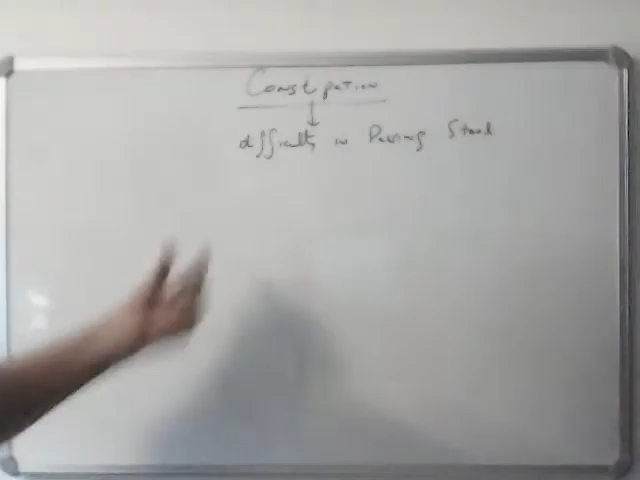 Constipation
↓
difficulty in Passing Stool